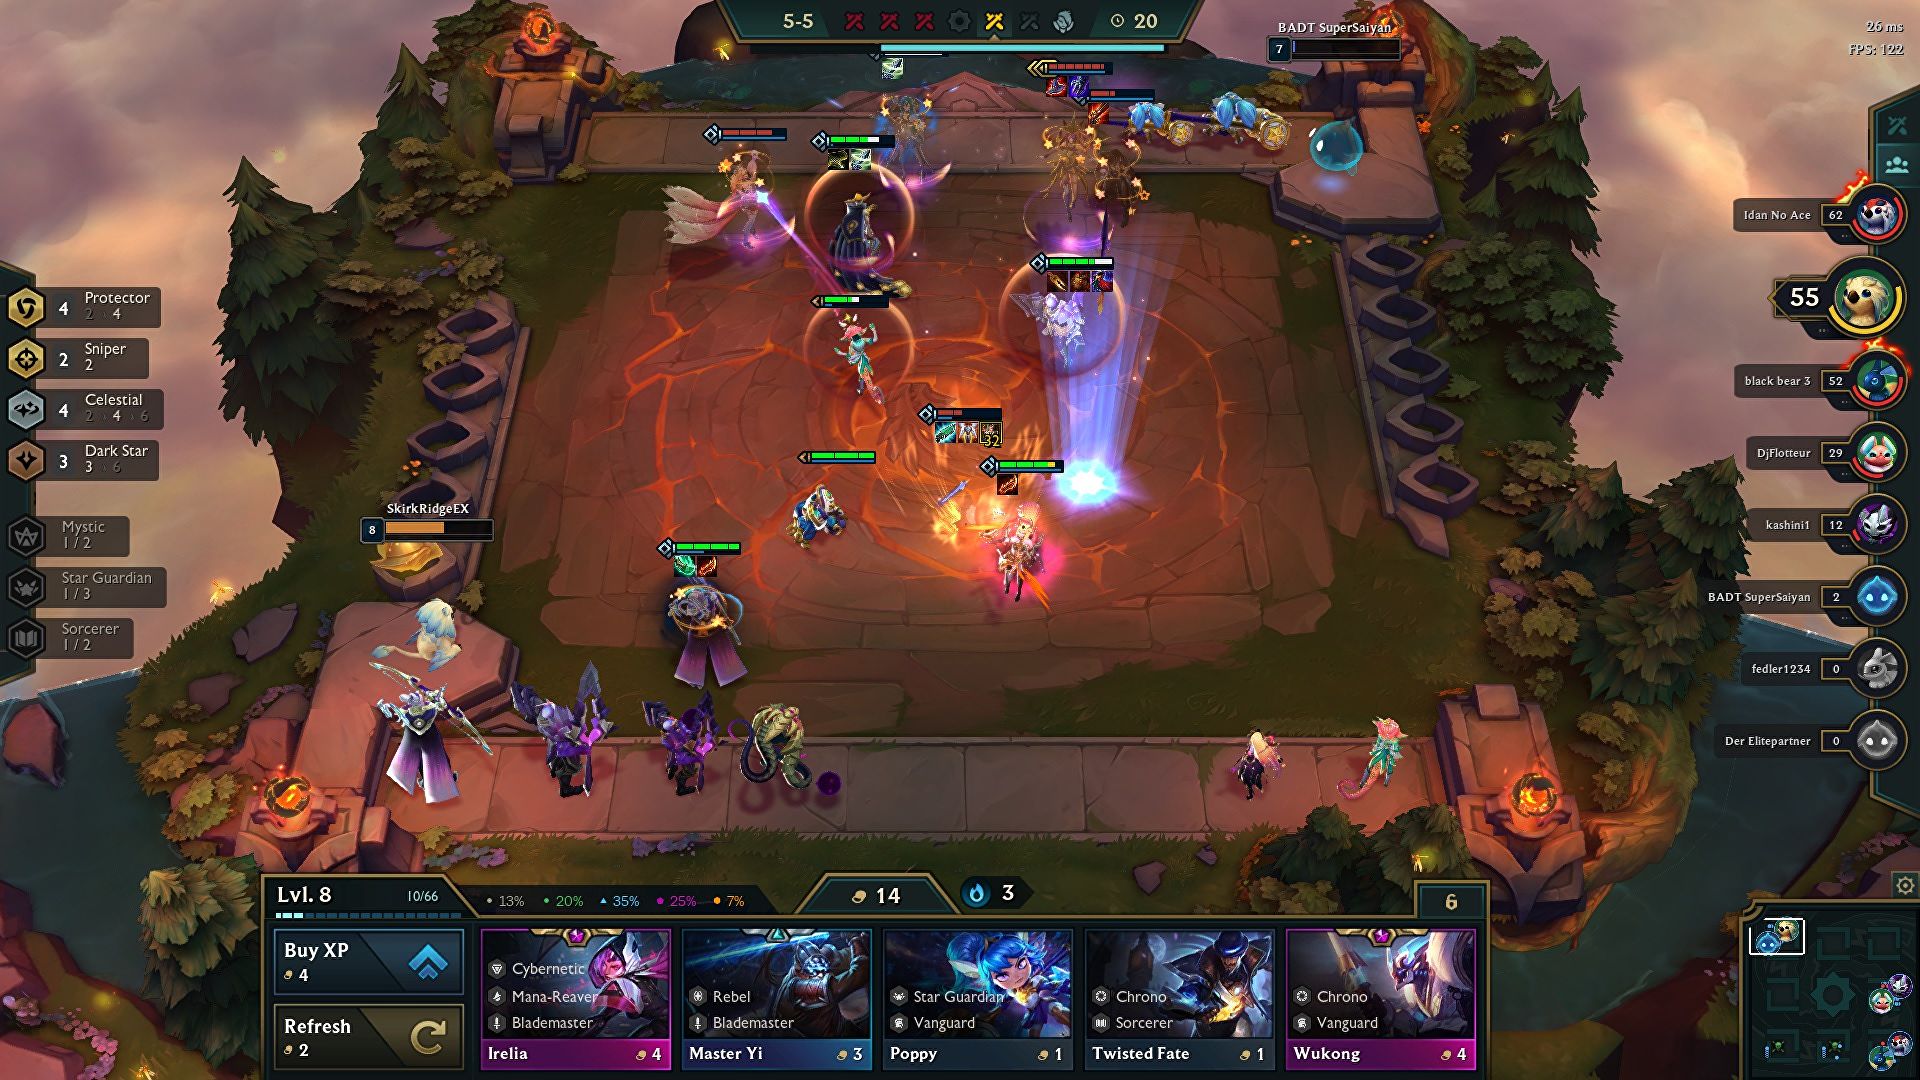 5-5
20
BADT SuperSaiyan
7
26 ms
FPS: 122
Idan No Ace 62
55
black bear 3 52
DjFlotteur 29
kashini1 12
BADT SuperSaiyan 2
fedler1234 0
Der Elitepartner 0
4 Protector
2 › 4
2 Sniper
2
4 Celestial
2 › 4 › 6
3 Dark Star
3 › 6
Mystic
1 / 2
Star Guardian
1 / 3
Sorcerer
1 / 2
SkirkRidgeEX
8
32
Lvl. 8 10/66
13% 20% 35% 25% 7%
14
3
6
Buy XP
4
Refresh
2
Cybernetic
Mana-Reaver
Blademaster
Irelia 4
Rebel
Blademaster
Master Yi 3
Star Guardian
Vanguard
Poppy 1
Chrono
Sorcerer
Twisted Fate 1
Chrono
Vanguard
Wukong 4